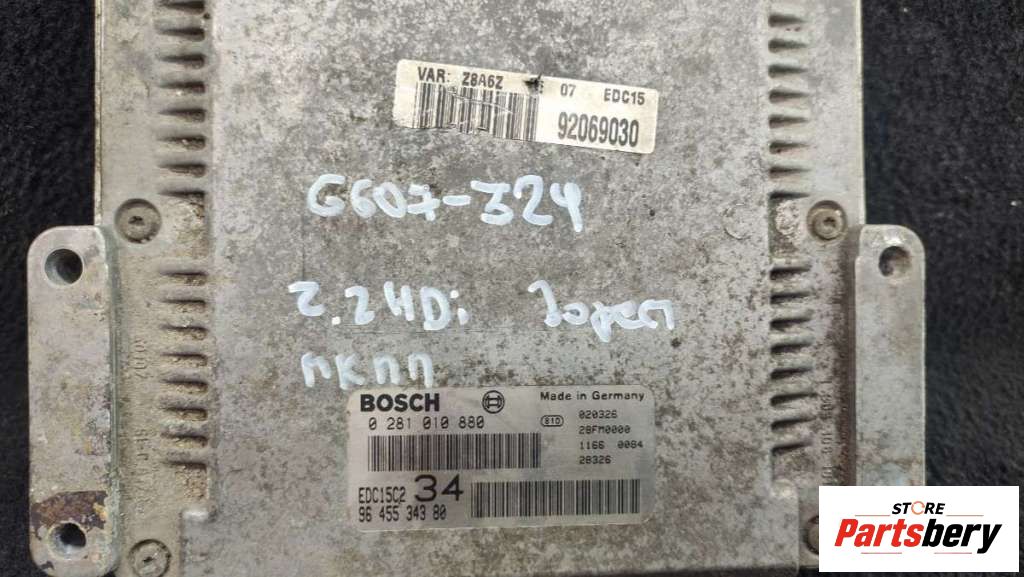 VAR: Z8A6Z 07 EDC15
92069030
G607-324
2.2HDi
МКПП
BOSCH Made in Germany
0 281 010 880 81D 020326
28FM0000
1166 0084
28326
EDC15C2 34
96 455 343 80
STORE
Partsbery